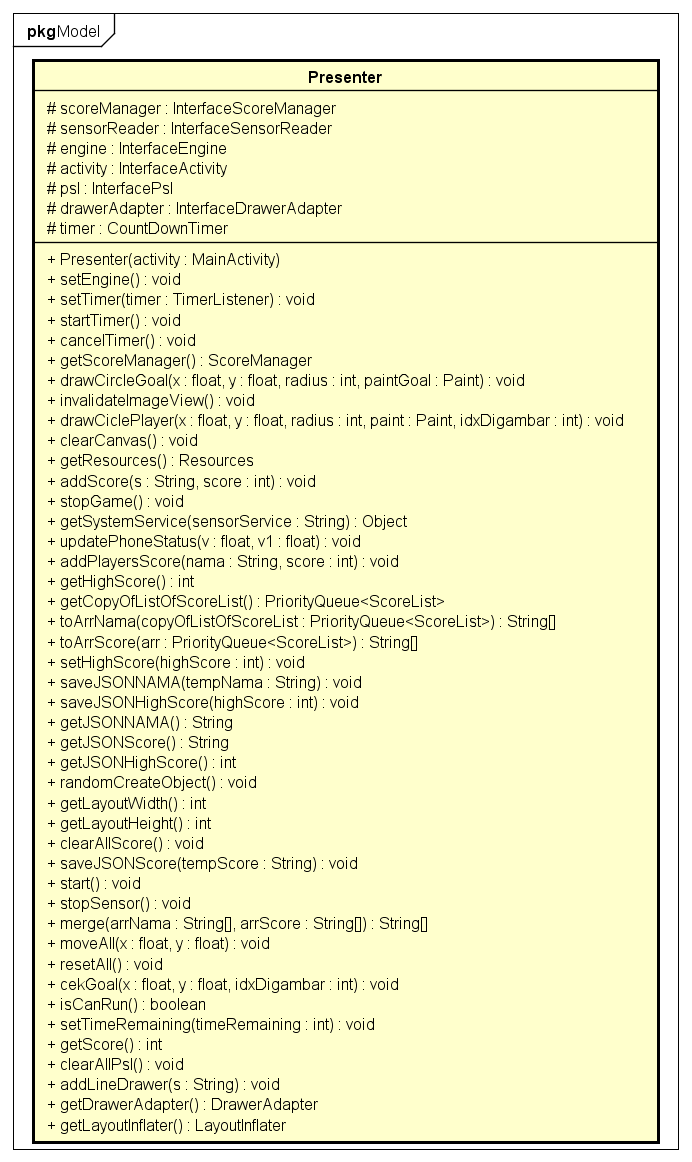 pkg Model
Presenter
# scoreManager : InterfaceScoreManager
# sensorReader : InterfaceSensorReader
# engine : InterfaceEngine
# activity : InterfaceActivity
# psl : InterfacePsl
# drawerAdapter : InterfaceDrawerAdapter
# timer : CountDownTimer
+ Presenter(activity : MainActivity)
+ setEngine() : void
+ setTimer(timer : TimerListener) : void
+ startTimer() : void
+ cancelTimer() : void
+ getScoreManager() : ScoreManager
+ drawCircleGoal(x : float, y : float, radius : int, paintGoal : Paint) : void
+ invalidateImageView() : void
+ drawCiclePlayer(x : float, y : float, radius : int, paint : Paint, idxDigambar : int) : void
+ clearCanvas() : void
+ getResources() : Resources
+ addScore(s : String, score : int) : void
+ stopGame() : void
+ getSystemService(sensorService : String) : Object
+ updatePhoneStatus(v : float, v1 : float) : void
+ addPlayersScore(nama : String, score : int) : void
+ getHighScore() : int
+ getCopyOfListOfScoreList() : PriorityQueue<ScoreList>
+ toArrNama(copyOfListOfScoreList : PriorityQueue<ScoreList>) : String[]
+ toArrScore(arr : PriorityQueue<ScoreList>) : String[]
+ setHighScore(highScore : int) : void
+ saveJSONNAMA(tempNama : String) : void
+ saveJSONHighScore(highScore : int) : void
+ getJSONNAMA() : String
+ getJSONScore() : String
+ getJSONHighScore() : int
+ randomCreateObject() : void
+ getLayoutWidth() : int
+ getLayoutHeight() : int
+ clearAllScore() : void
+ saveJSONScore(tempScore : String) : void
+ start() : void
+ stopSensor() : void
+ merge(arrNama : String[], arrScore : String[]) : String[]
+ moveAll(x : float, y : float) : void
+ resetAll() : void
+ cekGoal(x : float, y : float, idxDigambar : int) : void
+ isCanRun() : boolean
+ setTimeRemaining(timeRemaining : int) : void
+ getScore() : int
+ clearAllPsl() : void
+ addLineDrawer(s : String) : void
+ getDrawerAdapter() : DrawerAdapter
+ getLayoutInflater() : LayoutInflater